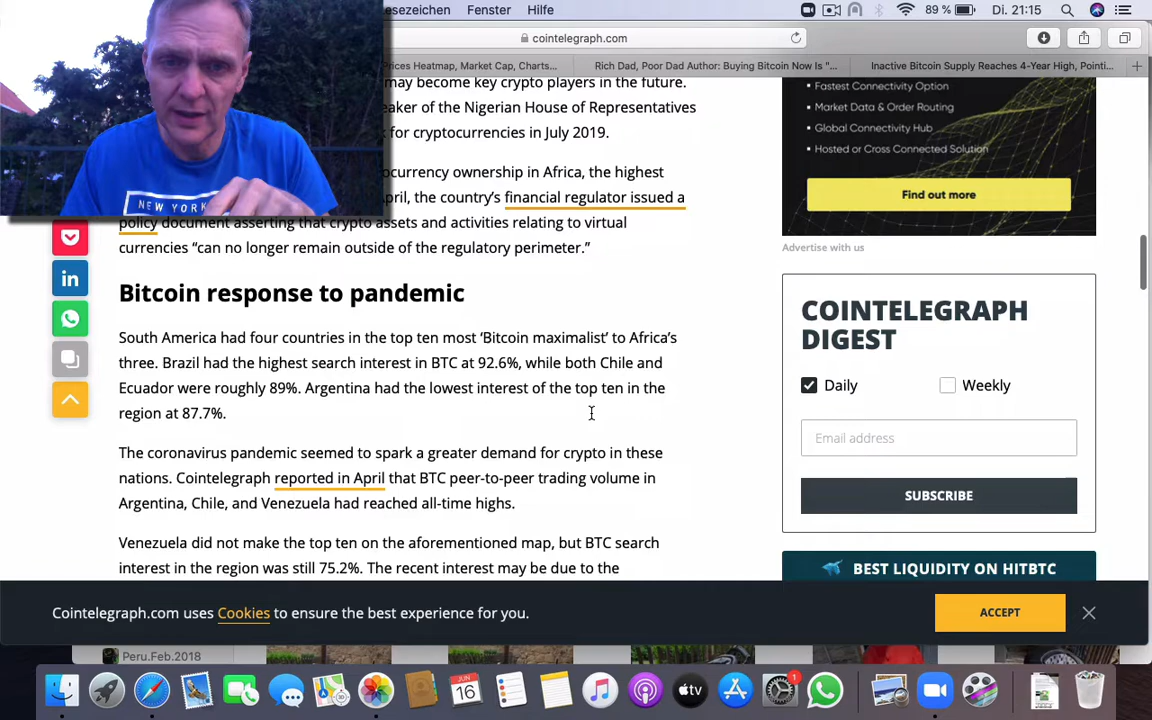 esezeichen Fenster Hilfe 89 % Di. 21:15
cointelegraph.com
Prices Heatmap, Market Cap, Charts... Rich Dad, Poor Dad Author: Buying Bitcoin Now Is "... Inactive Bitcoin Supply Reaches 4-Year High, Pointi...
may become key crypto players in the future.
eaker of the Nigerian House of Representatives
for cryptocurrencies in July 2019.
ocurrency ownership in Africa, the highest
April, the country's financial regulator issued a
policy document asserting that crypto assets and activities relating to virtual
currencies “can no longer remain outside of the regulatory perimeter.”
Bitcoin response to pandemic
South America had four countries in the top ten most ‘Bitcoin maximalist’ to Africa’s
three. Brazil had the highest search interest in BTC at 92.6%, while both Chile and
Ecuador were roughly 89%. Argentina had the lowest interest of the top ten in the
region at 87.7%.
The coronavirus pandemic seemed to spark a greater demand for crypto in these
nations. Cointelegraph reported in April that BTC peer-to-peer trading volume in
Argentina, Chile, and Venezuela had reached all-time highs.
Venezuela did not make the top ten on the aforementioned map, but BTC search
interest in the region was still 75.2%. The recent interest may be due to the
Fastest Connectivity Option
Market Data & Order Routing
Global Connectivity Hub
Hosted or Cross Connected Solution
Find out more
Advertise with us
COINTELEGRAPH
DIGEST
Daily Weekly
Email address
SUBSCRIBE
BEST LIQUIDITY ON HITBTC
Cointelegraph.com uses Cookies to ensure the best experience for you.
ACCEPT
Peru.Feb.2018
NEW YORK
JUN
16
tv
1